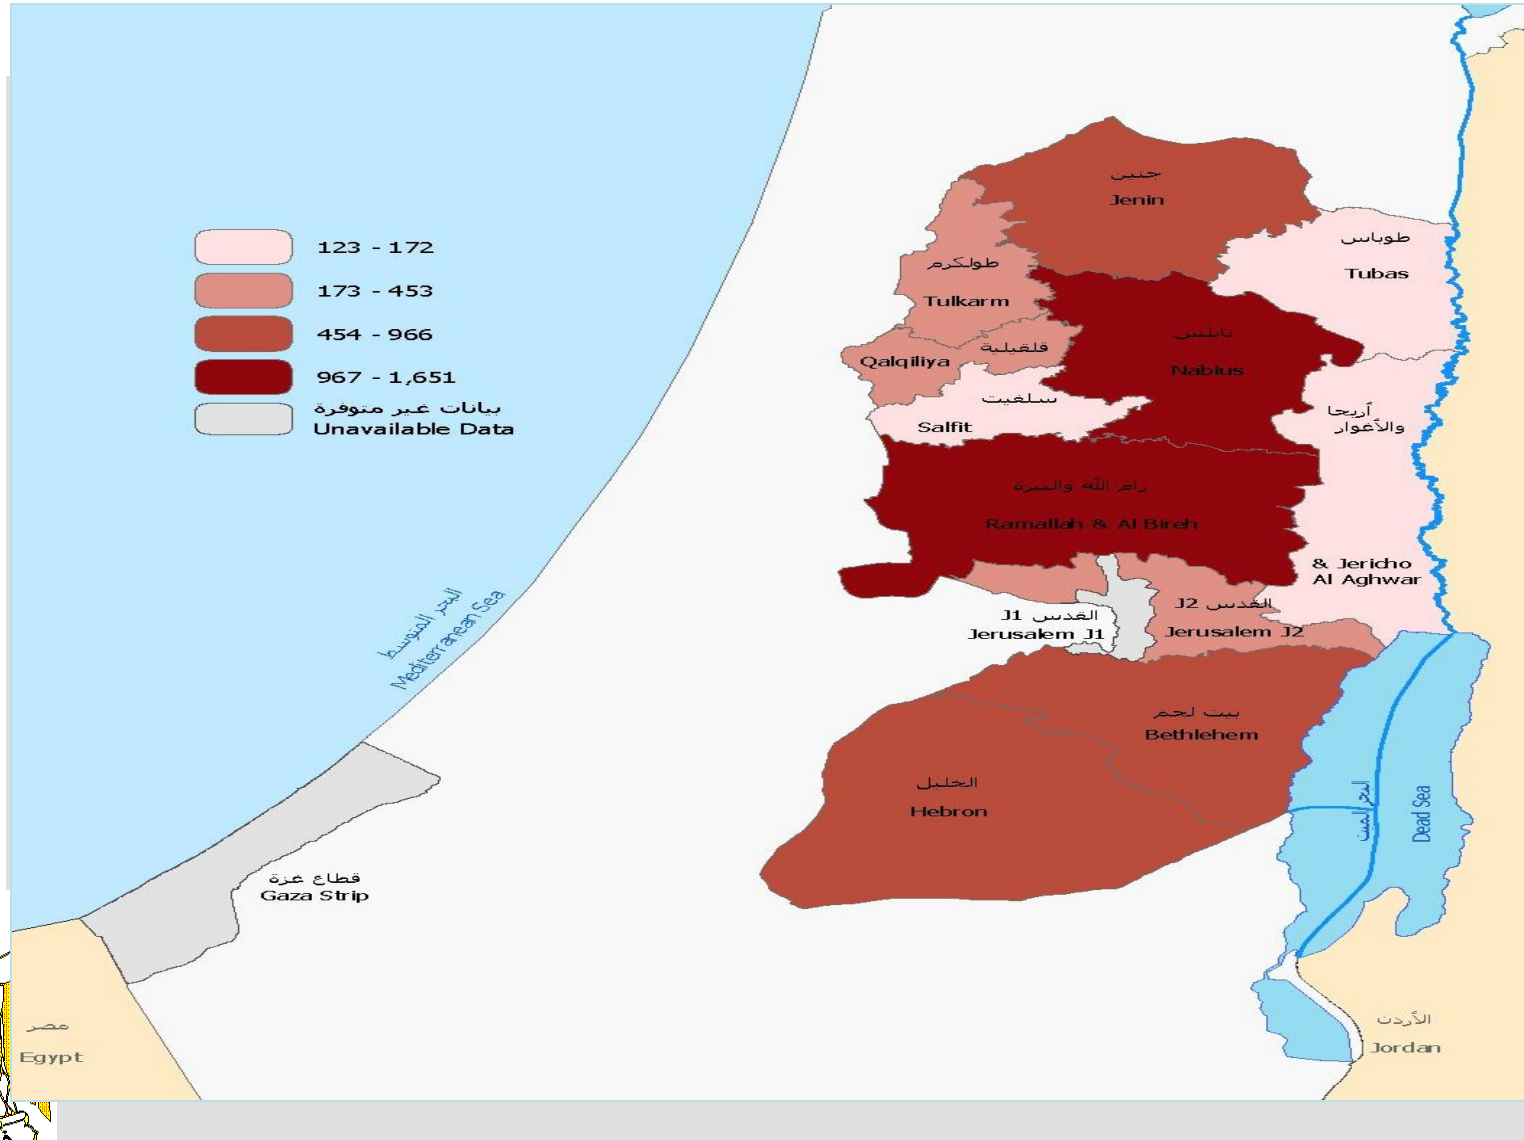 123 - 172
173 - 453
454 - 966
967 - 1,651
بيانات غير متوفرة
Unavailable Data
جنين
Jenin
طوباس
Tubas
طولكرم
Tulkarm
نابلس
Nablus
قلقيلية
Qalqiliya
سلفيت
Salfit
أريحا
والأغوار
& Jericho
Al Aghwar
رام الله والبيرة
Ramallah & Al Bireh
القدس J1
Jerusalem J1
القدس J2
Jerusalem J2
بيت لحم
Bethlehem
الخليل
Hebron
البحر المتوسط
Mediterranean Sea
البحر الميت
Dead Sea
قطاع غزة
Gaza Strip
مصر
Egypt
الأردن
Jordan